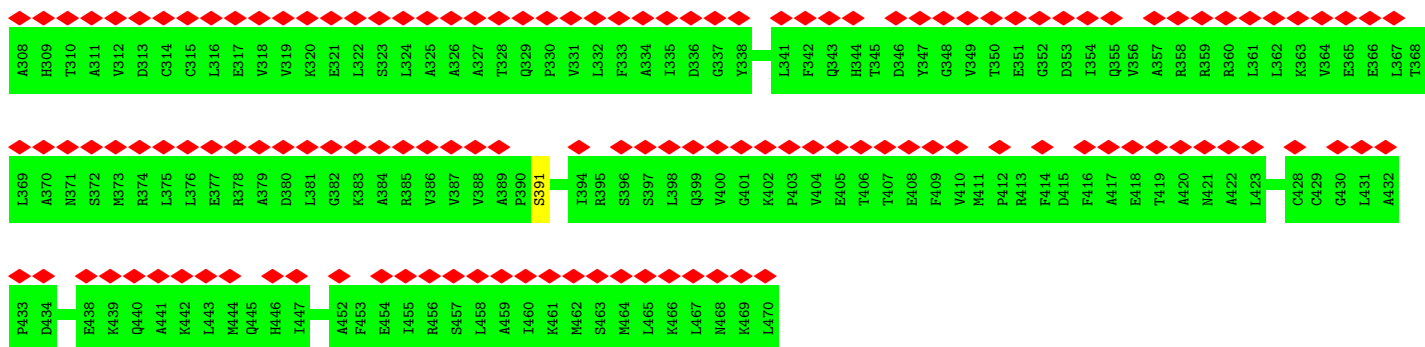 A308 H309 T310 A311 V312 D313 C314 C315 L316 E317 V318 V319 K320 E321 L322 S323 L324 A325 A326 A327 T328 Q329 P330 V331 L332 F333 A334 I335 D336 G337 Y338 L341 F342 Q343 H344 T345 D346 Y347 G348 V349 T350 E351 G352 D353 I354 Q355 V356 A357 R358 R359 R360 L361 L362 K363 V364 E365 E366 L367 T368
L369 A370 N371 S372 M373 R374 L375 L376 E377 R378 A379 D380 L381 G382 K383 A384 R385 V386 V387 V388 A389 P390 S391 I394 R395 S396 S397 L398 Q399 V400 G401 K402 P403 V404 E405 T406 T407 E408 F409 V410 M411 P412 R413 F414 D415 F416 A417 E418 T419 A420 N421 A422 L423 C428 C429 G430 L431 A432
P433 D434 E438 K439 Q440 A441 K442 L443 M444 Q445 H446 I447 A452 F453 E454 I455 R456 S457 L458 A459 I460 K461 M462 S463 M464 L465 K466 L467 N468 K469 L470